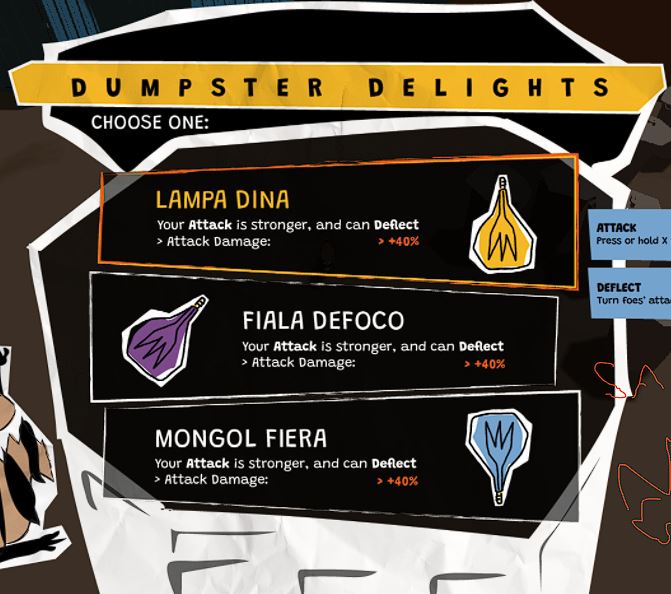 DUMPSTER DELIGHTS
CHOOSE ONE:
LAMPA DINA
Your Attack is stronger, and can Deflect
> Attack Damage: > +40%
ATTACK
Press or hold X
DEFLECT
Turn foes'
FIALA DEFOCO
Your Attack is stronger, and can Deflect
> Attack Damage: > +40%
MONGOL FIERA
Your Attack is stronger, and can Deflect
> Attack Damage: > +40%